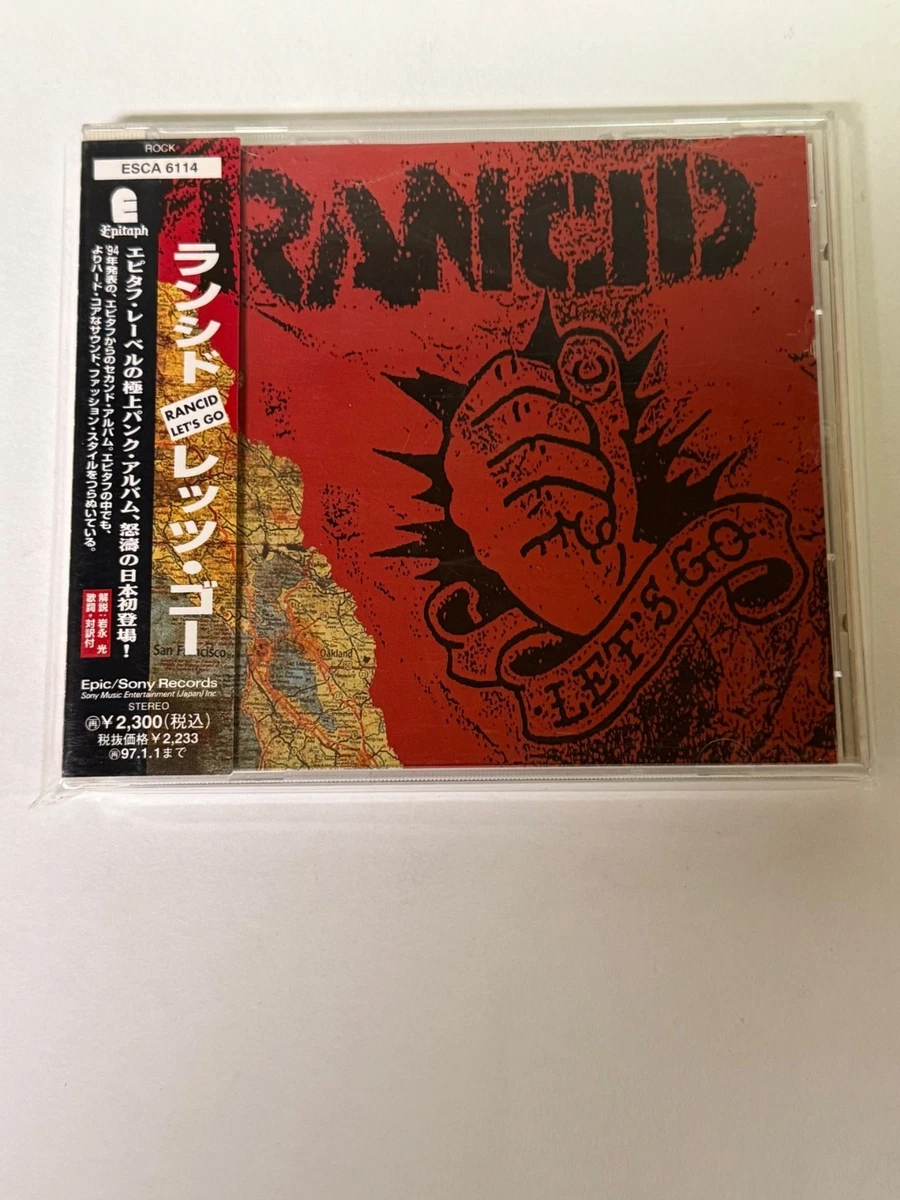 ROCK
ESCA 6114
E
Epitaph
エピタフ・レーベルの極上パンク・アルバム、怒濤の日本初登場！
'94年発表の、エピタフからのセカンド・アルバム。エピタフの中でも、
よりハード・コアなサウンド、ファッション・スタイルをつらぬいている。
解説：岩永 光
歌詞・対訳付
ランシド
RANCID
LET'S GO
レッツ・ゴー
San Francisco
Oakland
Epic/Sony Records
Sony Music Entertainment (Japan) Inc.
STEREO
㋞¥2,300(税込)
税抜価格¥2,233
㋞97.1.1まで
RANCID
LET'S GO